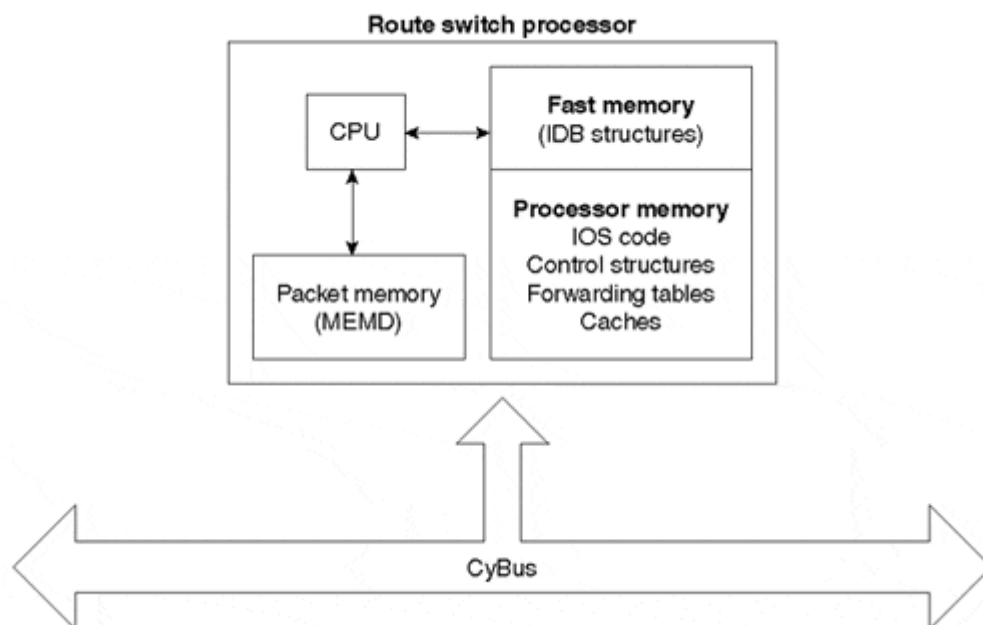 Route switch processor
CPU
Fast memory
(IDB structures)
Processor memory
IOS code
Control structures
Forwarding tables
Caches
Packet memory
(MEMD)
CyBus